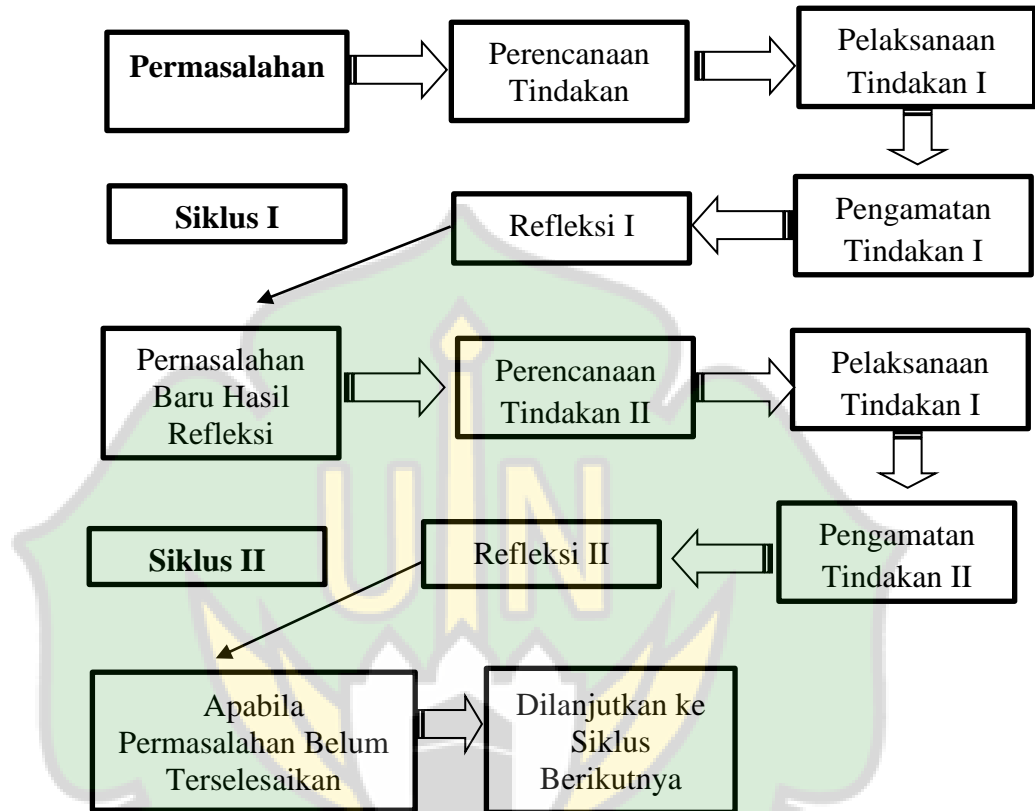 Permasalahan
Perencanaan
Tindakan
Pelaksanaan
Tindakan I
Siklus I
Refleksi I
Pengamatan
Tindakan I
Pernasalahan
Baru Hasil
Refleksi
Perencanaan
Tindakan II
Pelaksanaan
Tindakan I
Siklus II
Refleksi II
Pengamatan
Tindakan II
Apabila
Permasalahan Belum
Terselesaikan
Dilanjutkan ke
Siklus
Berikutnya
UIN